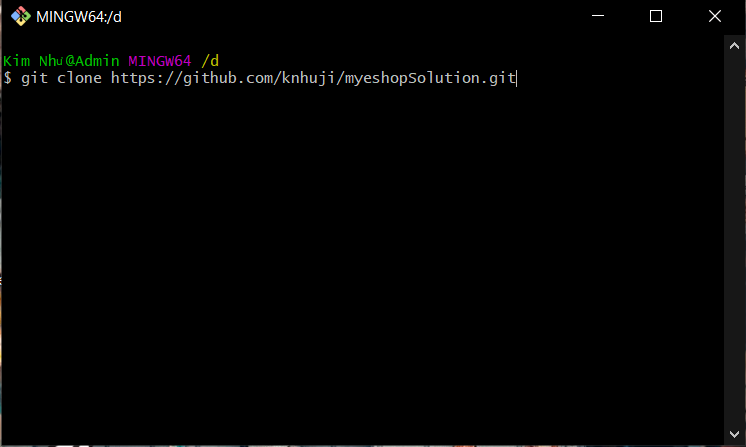 MINGW64:/d
Kim Như@Admin MINGW64 /d
$ git clone https://github.com/knhuji/myeshopSolution.git